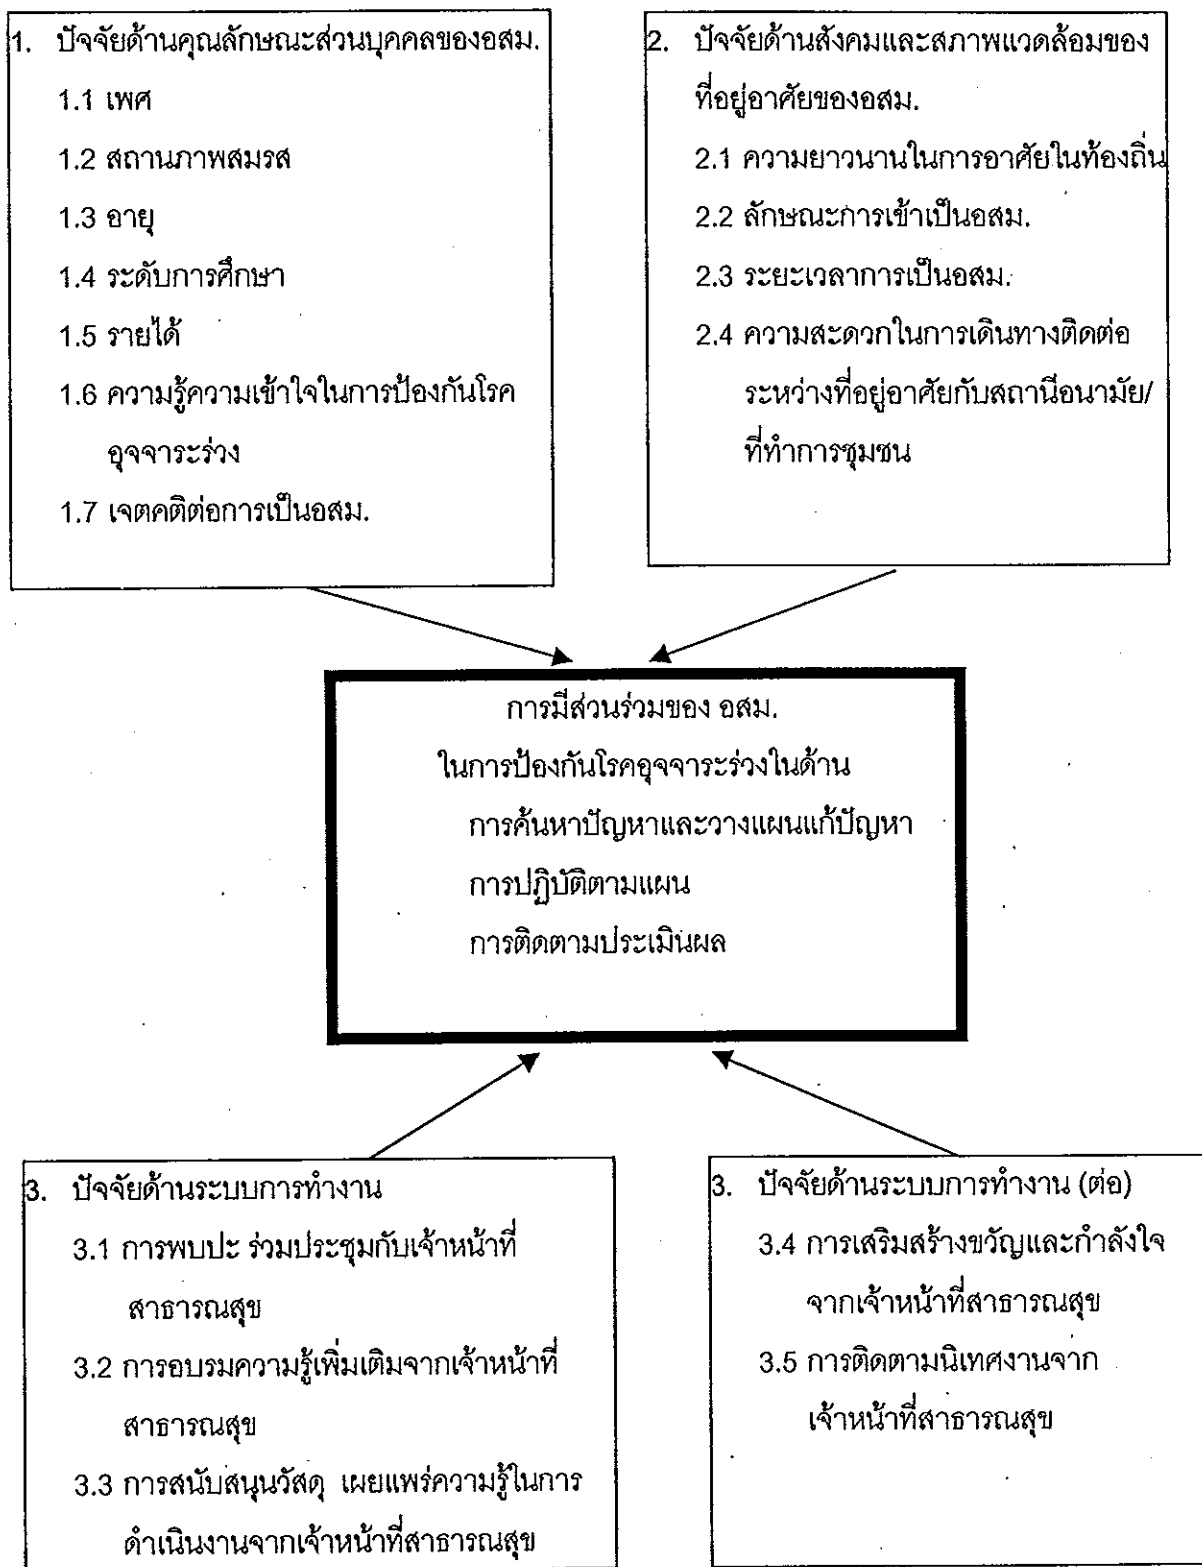 1. ปัจจัยด้านคุณลักษณะส่วนบุคคลของอสม.
1.1 เพศ
1.2 สถานภาพสมรส
1.3 อายุ
1.4 ระดับการศึกษา
1.5 รายได้
1.6 ความรู้ความเข้าใจในการป้องกันโรค
อุจจาระร่วง
1.7 เจตคติต่อการเป็นอสม.
2. ปัจจัยด้านสังคมและสภาพแวดล้อมของ
ที่อยู่อาศัยของอสม.
2.1 ความยาวนานในการอาศัยในท้องถิ่น
2.2 ลักษณะการเข้าเป็นอสม.
2.3 ระยะเวลาการเป็นอสม.
2.4 ความสะดวกในการเดินทางติดต่อ
ระหว่างที่อยู่อาศัยกับสถานีอนามัย/
ที่ทำการชุมชน
การมีส่วนร่วมของ อสม.
ในการป้องกันโรคอุจจาระร่วงในด้าน
การค้นหาปัญหาและวางแผนแก้ปัญหา
การปฏิบัติตามแผน
การติดตามประเมินผล
3. ปัจจัยด้านระบบการทำงาน
3.1 การพบปะ ร่วมประชุมกับเจ้าหน้าที่
สาธารณสุข
3.2 การอบรมความรู้เพิ่มเติมจากเจ้าหน้าที่
สาธารณสุข
3.3 การสนับสนุนวัสดุ เผยแพร่ความรู้ในการ
ดำเนินงานจากเจ้าหน้าที่สาธารณสุข
3. ปัจจัยด้านระบบการทำงาน (ต่อ)
3.4 การเสริมสร้างขวัญและกำลังใจ
จากเจ้าหน้าที่สาธารณสุข
3.5 การติดตามนิเทศงานจาก
เจ้าหน้าที่สาธารณสุข